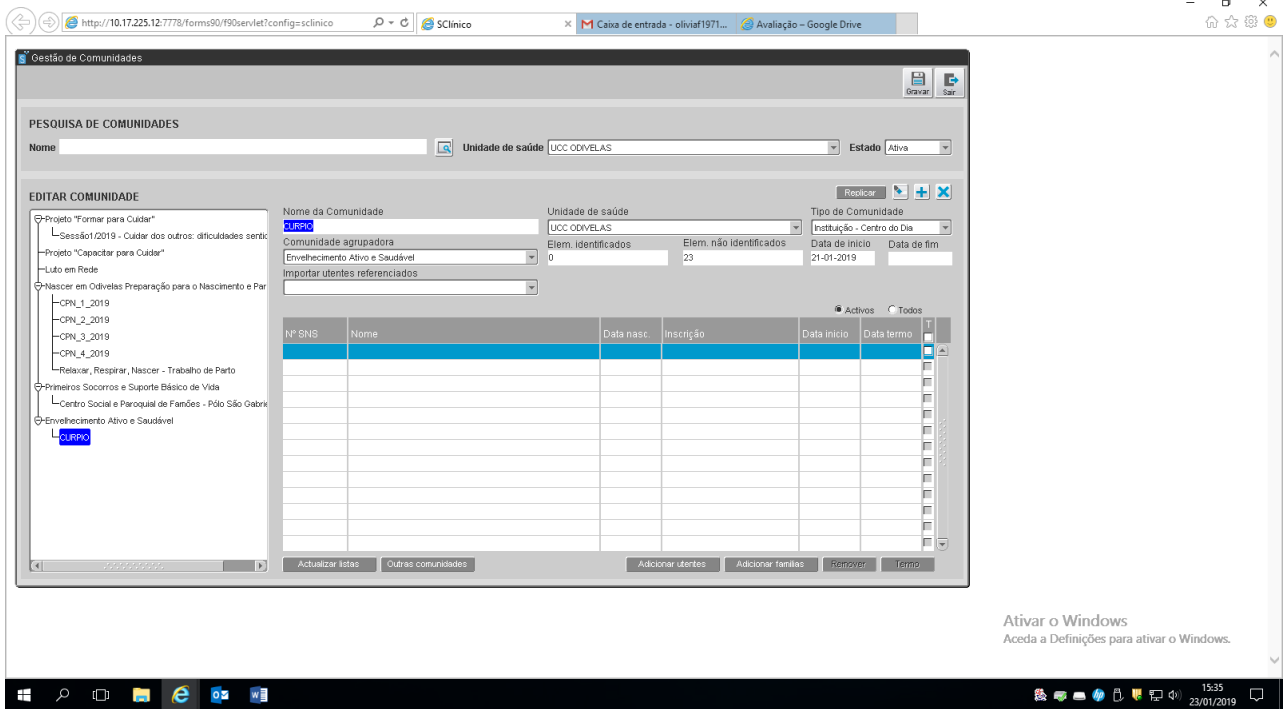 http://10.17.225.12:7778/forms90/f90servlet?config=sclinico
SClínico
Caixa de entrada - oliviaf1971...
Avaliação – Google Drive
Gestão de Comunidades
Gravar
Sair
PESQUISA DE COMUNIDADES
Nome
Unidade de saúde UCC ODIVELAS
Estado Ativa
EDITAR COMUNIDADE
Replicar
Projeto "Formar para Cuidar"
Sessão1/2019 - Cuidar dos outros: dificuldades sentic
Projeto "Capacitar para Cuidar"
Luto em Rede
Nascer em Odivelas Preparação para o Nascimento e Par
CPN_1_2019
CPN_2_2019
CPN_3_2019
CPN_4_2019
Relaxar, Respirar, Nascer - Trabalho de Parto
Primeiros Socorros e Suporte Básico de Vida
Centro Social e Paroquial de Famões - Pólo São Gabrie
Envelhecimento Ativo e Saudável
CURPIO
Nome da Comunidade
Unidade de saúde
Tipo de Comunidade
CURPIO
UCC ODIVELAS
Instituição - Centro do Dia
Comunidade agrupadora
Elem. identificados
Elem. não identificados
Data de inicio
Data de fim
Envelhecimento Ativo e Saudável
0
23
21-01-2019
Importar utentes referenciados
Activos
Todos
Nº SNS
Nome
Data nasc.
Inscrição
Data inicio
Data termo
T
Actualizar listas
Outras comunidades
Adicionar utentes
Adicionar familias
Remover
Termo
Ativar o Windows
Aceda a Definições para ativar o Windows.
15:35
23/01/2019